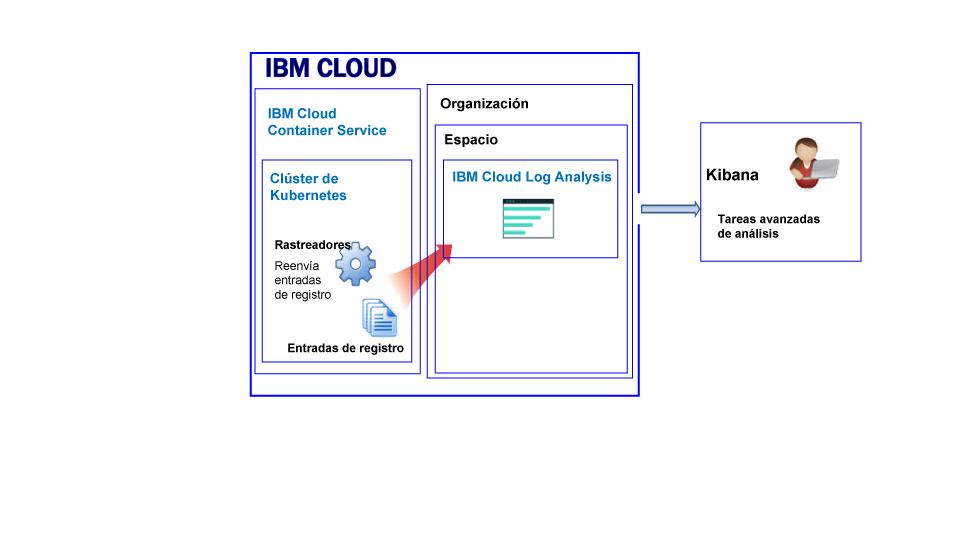 IBM CLOUD
IBM Cloud
Container Service
Clúster de
Kubernetes
Rastreadores
Reenvía
entradas
de registro
Entradas de registro
Organización
Espacio
IBM Cloud Log Analysis
Kibana
Tareas avanzadas
de análisis